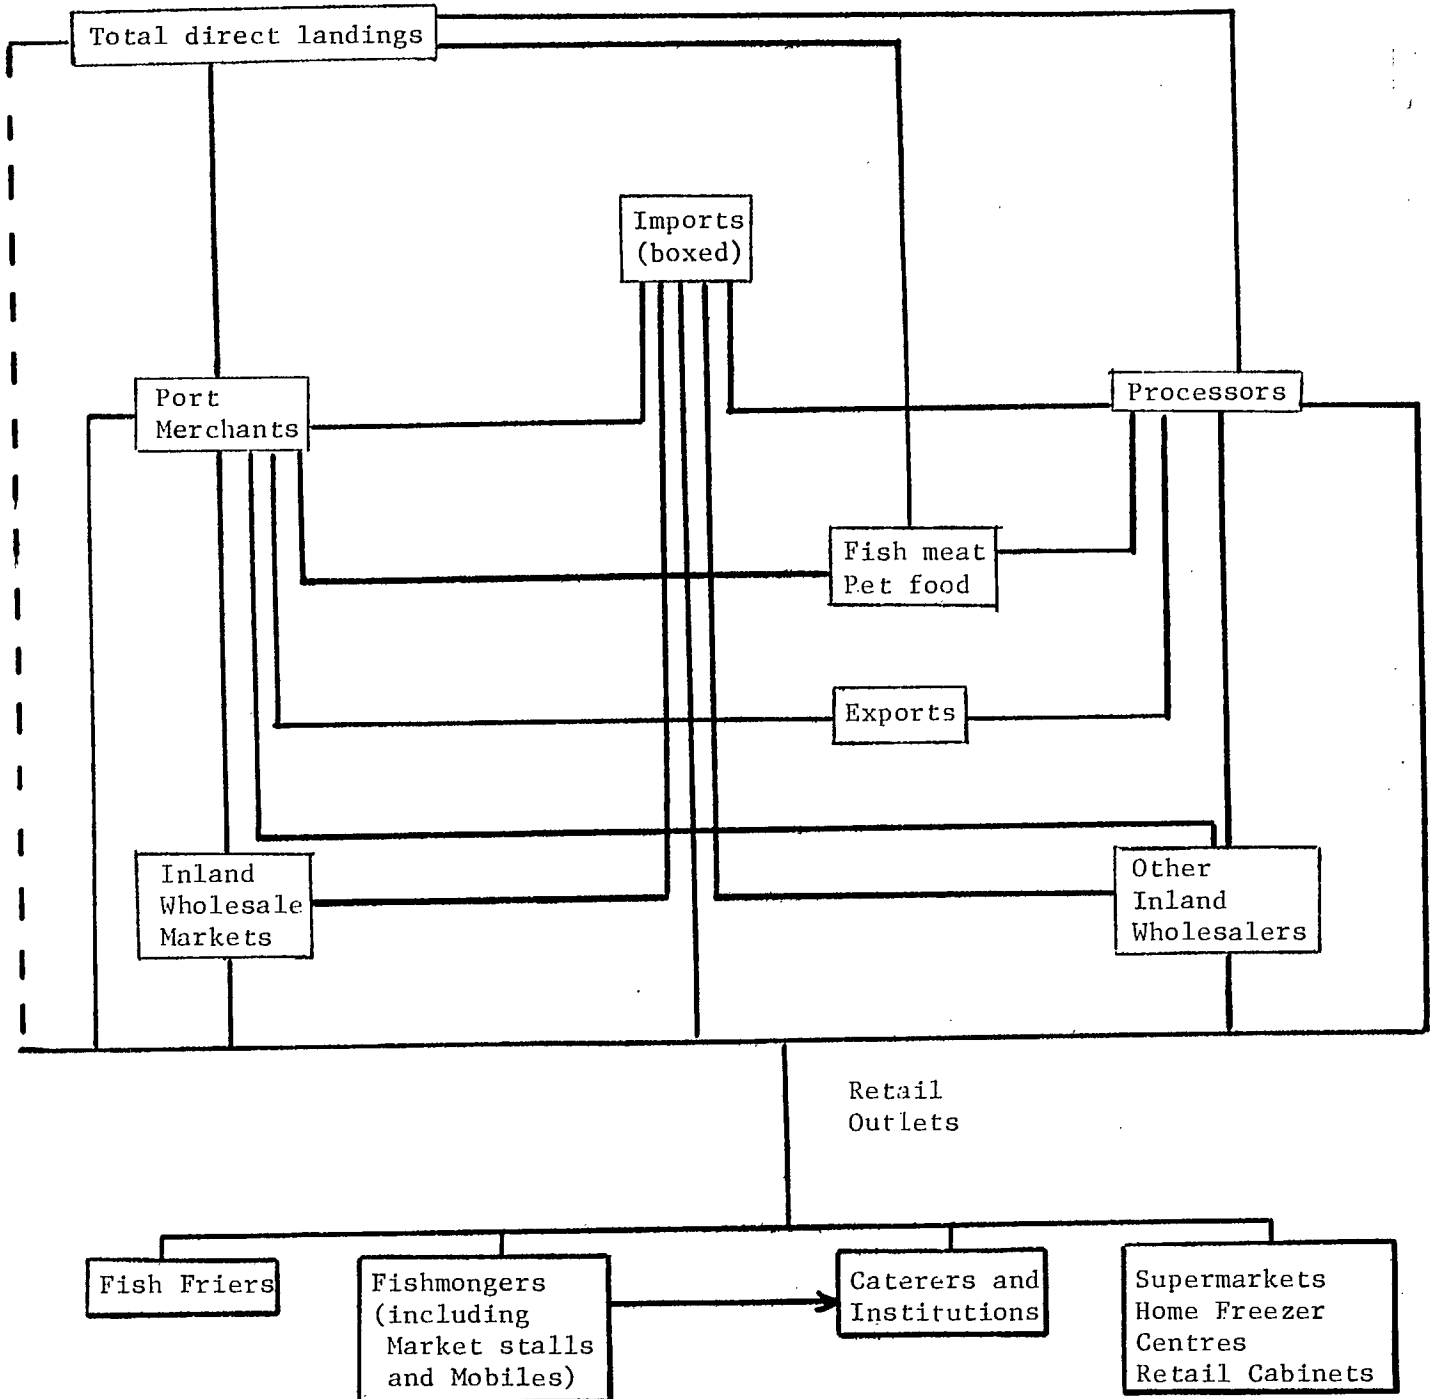 Total direct landings
Imports
(boxed)
Port
Merchants
Processors
Fish meat
Pet food
Exports
Inland
Wholesale
Markets
Other
Inland
Wholesalers
Retail
Outlets
Fish Friers
Fishmongers
(including
Market stalls
and Mobiles)
Caterers and
Institutions
Supermarkets
Home Freezer
Centres
Retail Cabinets